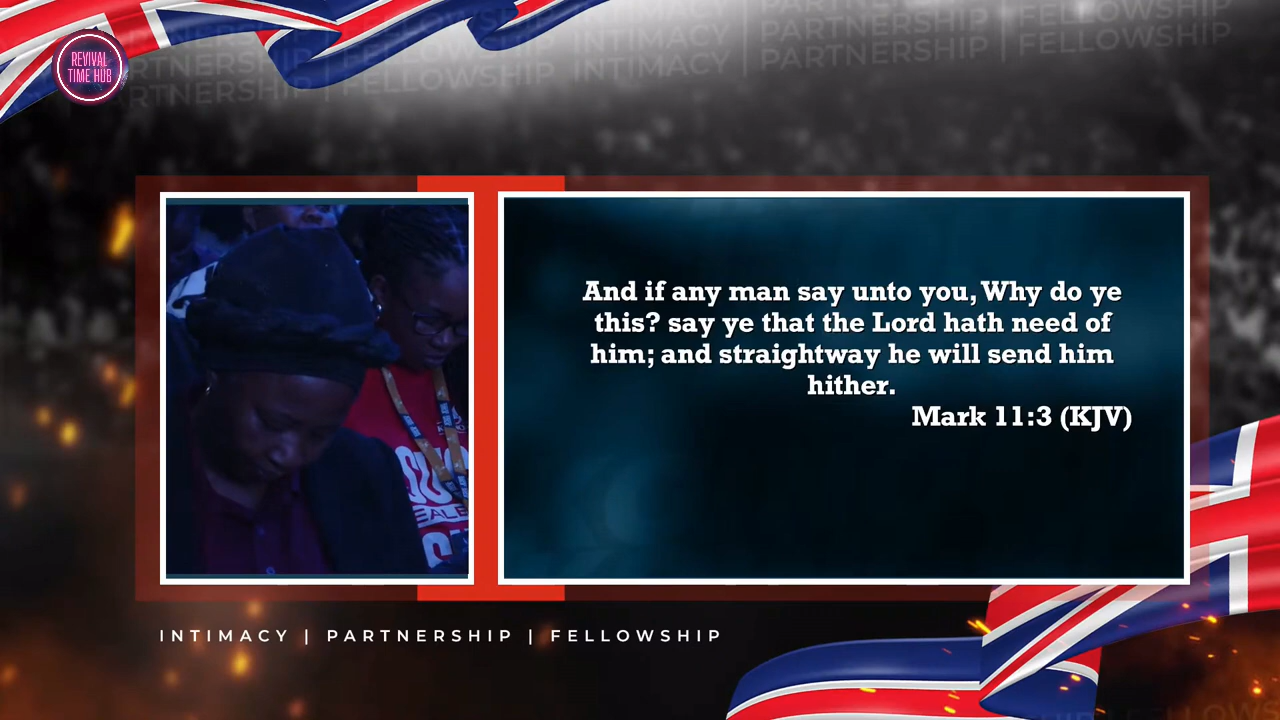 INTIMACY | PARTNERSHIP | FELLOWSHIP
PARTNERSHIP | FELLOWSHIP
REVIVAL
TIME HUB
And if any man say unto you, Why do ye
this? say ye that the Lord hath need of
him; and straightway he will send him
hither.
Mark 11:3 (KJV)
INTIMACY | PARTNERSHIP | FELLOWSHIP